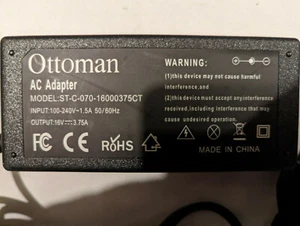 Ottoman
AC Adapter
MODEL:ST-C-070-16000375CT
INPUT:100-240V~1.5A 50/60Hz
OUTPUT:16V⎓3.75A
FC CE RoHS
WARNING:
(1)this device may not cause harmful
interference,and
(2)this device must accept any interference
received,including interference that may
cause undesired operation.
MADE IN CHINA